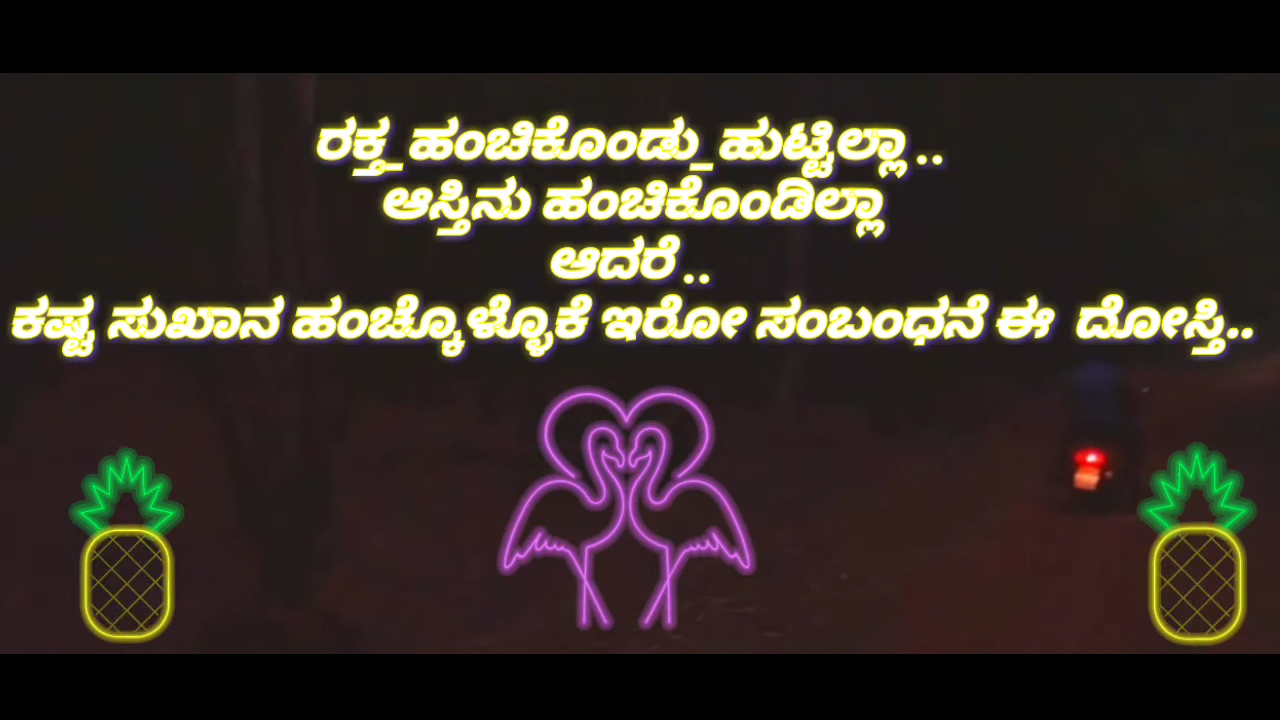 ರಕ್ತ_ಹಂಚಿಕೊಂಡು_ಹುಟ್ಟಿಲ್ಲಾ ..
ಆಸ್ತಿನು ಹಂಚಿಕೊಂಡಿಲ್ಲಾ
ಆದರೆ ..
ಕಷ್ಟ ಸುಖಾನ ಹಂಚ್ಕೊಳ್ಳೊಕೆ ಇರೋ ಸಂಬಂಧನೆ ಈ ದೋಸ್ತಿ..